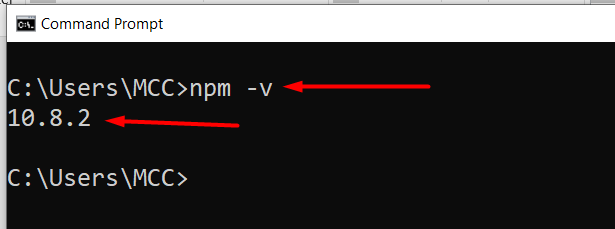 Command Prompt
C:\Users\MCC>npm -v
10.8.2
C:\Users\MCC>